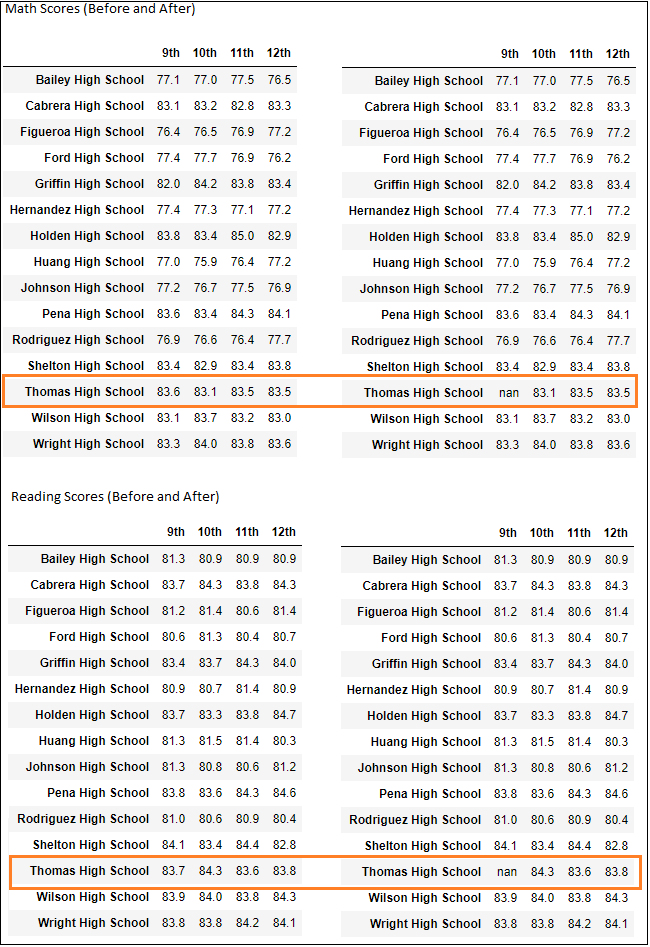 Math Scores (Before and After)
9th 10th 11th 12th 9th 10th 11th 12th
Bailey High School 77.1 77.0 77.5 76.5 Bailey High School 77.1 77.0 77.5 76.5
Cabrera High School 83.1 83.2 82.8 83.3 Cabrera High School 83.1 83.2 82.8 83.3
Figueroa High School 76.4 76.5 76.9 77.2 Figueroa High School 76.4 76.5 76.9 77.2
Ford High School 77.4 77.7 76.9 76.2 Ford High School 77.4 77.7 76.9 76.2
Griffin High School 82.0 84.2 83.8 83.4 Griffin High School 82.0 84.2 83.8 83.4
Hernandez High School 77.4 77.3 77.1 77.2 Hernandez High School 77.4 77.3 77.1 77.2
Holden High School 83.8 83.4 85.0 82.9 Holden High School 83.8 83.4 85.0 82.9
Huang High School 77.0 75.9 76.4 77.2 Huang High School 77.0 75.9 76.4 77.2
Johnson High School 77.2 76.7 77.5 76.9 Johnson High School 77.2 76.7 77.5 76.9
Pena High School 83.6 83.4 84.3 84.1 Pena High School 83.6 83.4 84.3 84.1
Rodriguez High School 76.9 76.6 76.4 77.7 Rodriguez High School 76.9 76.6 76.4 77.7
Shelton High School 83.4 82.9 83.4 83.8 Shelton High School 83.4 82.9 83.4 83.8
Thomas High School 83.6 83.1 83.5 83.5 Thomas High School nan 83.1 83.5 83.5
Wilson High School 83.1 83.7 83.2 83.0 Wilson High School 83.1 83.7 83.2 83.0
Wright High School 83.3 84.0 83.8 83.6 Wright High School 83.3 84.0 83.8 83.6
Reading Scores (Before and After)
9th 10th 11th 12th 9th 10th 11th 12th
Bailey High School 81.3 80.9 80.9 80.9 Bailey High School 81.3 80.9 80.9 80.9
Cabrera High School 83.7 84.3 83.8 84.3 Cabrera High School 83.7 84.3 83.8 84.3
Figueroa High School 81.2 81.4 80.6 81.4 Figueroa High School 81.2 81.4 80.6 81.4
Ford High School 80.6 81.3 80.4 80.7 Ford High School 80.6 81.3 80.4 80.7
Griffin High School 83.4 83.7 84.3 84.0 Griffin High School 83.4 83.7 84.3 84.0
Hernandez High School 80.9 80.7 81.4 80.9 Hernandez High School 80.9 80.7 81.4 80.9
Holden High School 83.7 83.3 83.8 84.7 Holden High School 83.7 83.3 83.8 84.7
Huang High School 81.3 81.5 81.4 80.3 Huang High School 81.3 81.5 81.4 80.3
Johnson High School 81.3 80.8 80.6 81.2 Johnson High School 81.3 80.8 80.6 81.2
Pena High School 83.8 83.6 84.3 84.6 Pena High School 83.8 83.6 84.3 84.6
Rodriguez High School 81.0 80.6 80.9 80.4 Rodriguez High School 81.0 80.6 80.9 80.4
Shelton High School 84.1 83.4 84.4 82.8 Shelton High School 84.1 83.4 84.4 82.8
Thomas High School 83.7 84.3 83.6 83.8 Thomas High School nan 84.3 83.6 83.8
Wilson High School 83.9 84.0 83.8 84.3 Wilson High School 83.9 84.0 83.8 84.3
Wright High School 83.8 83.8 84.2 84.1 Wright High School 83.8 83.8 84.2 84.1